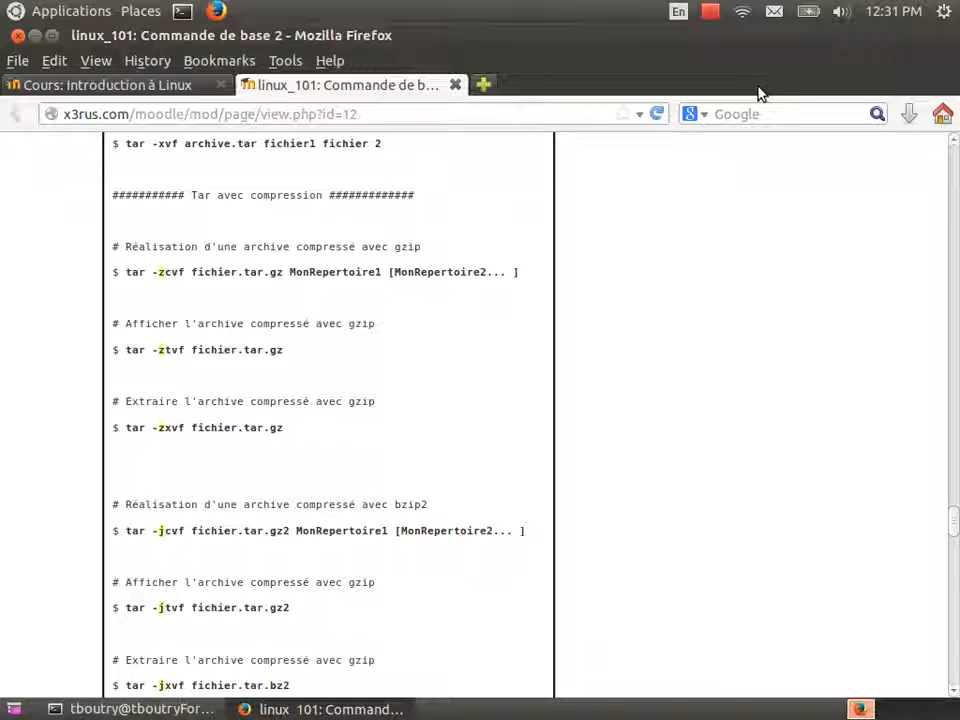 Applications Places En 12:31 PM
linux_101: Commande de base 2 - Mozilla Firefox
File Edit View History Bookmarks Tools Help
Cours: Introduction à Linux linux_101: Commande de b...
x3rus.com/moodle/mod/page/view.php?id=12 Google
$ tar -xvf archive.tar fichier1 fichier 2
########### Tar avec compression #############
# Réalisation d'une archive compressé avec gzip
$ tar -zcvf fichier.tar.gz MonRepertoire1 [MonRepertoire2... ]
# Afficher l'archive compressé avec gzip
$ tar -ztvf fichier.tar.gz
# Extraire l'archive compressé avec gzip
$ tar -zxvf fichier.tar.gz
# Réalisation d'une archive compressé avec bzip2
$ tar -jcvf fichier.tar.gz2 MonRepertoire1 [MonRepertoire2... ]
# Afficher l'archive compressé avec gzip
$ tar -jtvf fichier.tar.gz2
# Extraire l'archive compressé avec gzip
$ tar -jxvf fichier.tar.bz2
tboutry@tboutryFor... linux_101: Command...